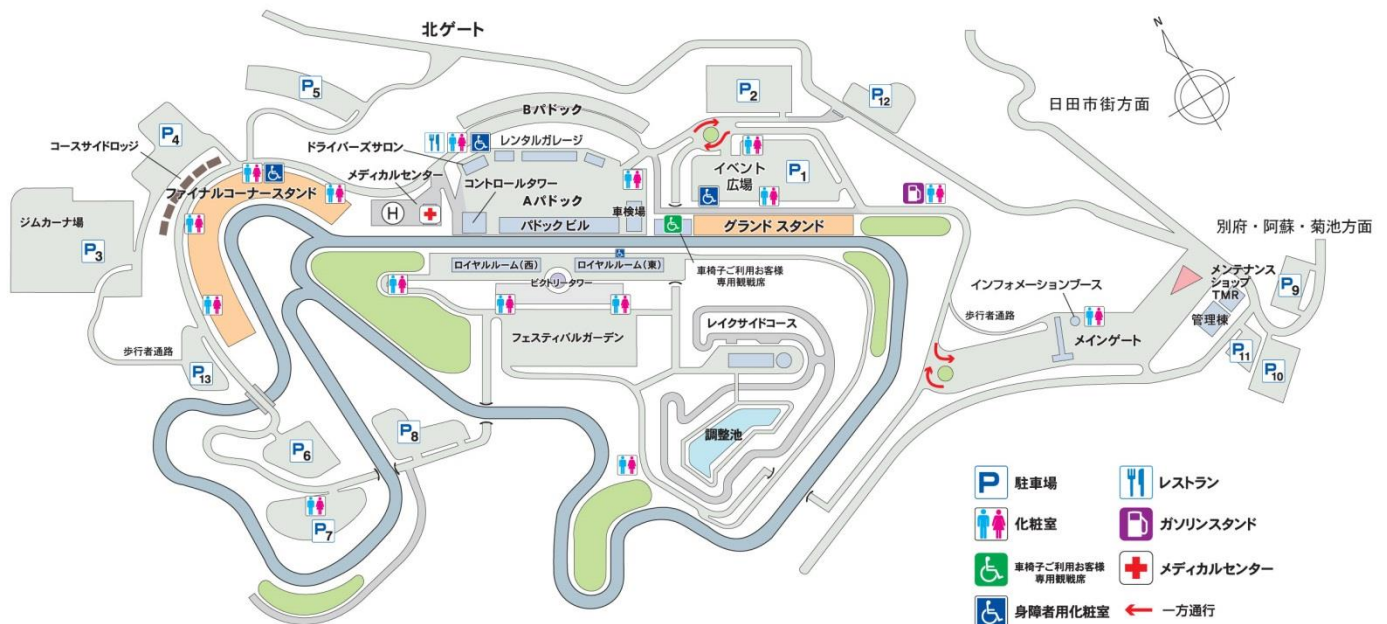 北ゲート
N
P5
P2
P12
日田市街方面
Bパドック
P4
レンタルガレージ
コースサイドロッジ
ドライバーズサロン
イベント
広場
P1
メディカルセンター
コントロールタワー
ファイナルコーナースタンド
H
Aパドック
車検場
ジムカーナ場
パドック ビル
グランド スタンド
別府・阿蘇・菊池方面
P3
ロイヤルルーム(西)
ロイヤルルーム(東)
車椅子ご利用お客様
専用観戦席
メンテナンス
ショップ
TMR
P9
ビクトリータワー
インフォメーションブース
管理棟
歩行者通路
メインゲート
レイクサイドコース
フェスティバルガーデン
歩行者通路
P11
P10
P13
P8
調整池
P6
P7
P 駐車場
レストラン
化粧室
ガソリンスタンド
車椅子ご利用お客様
専用観戦席
メディカルセンター
身障者用化粧室
一方通行